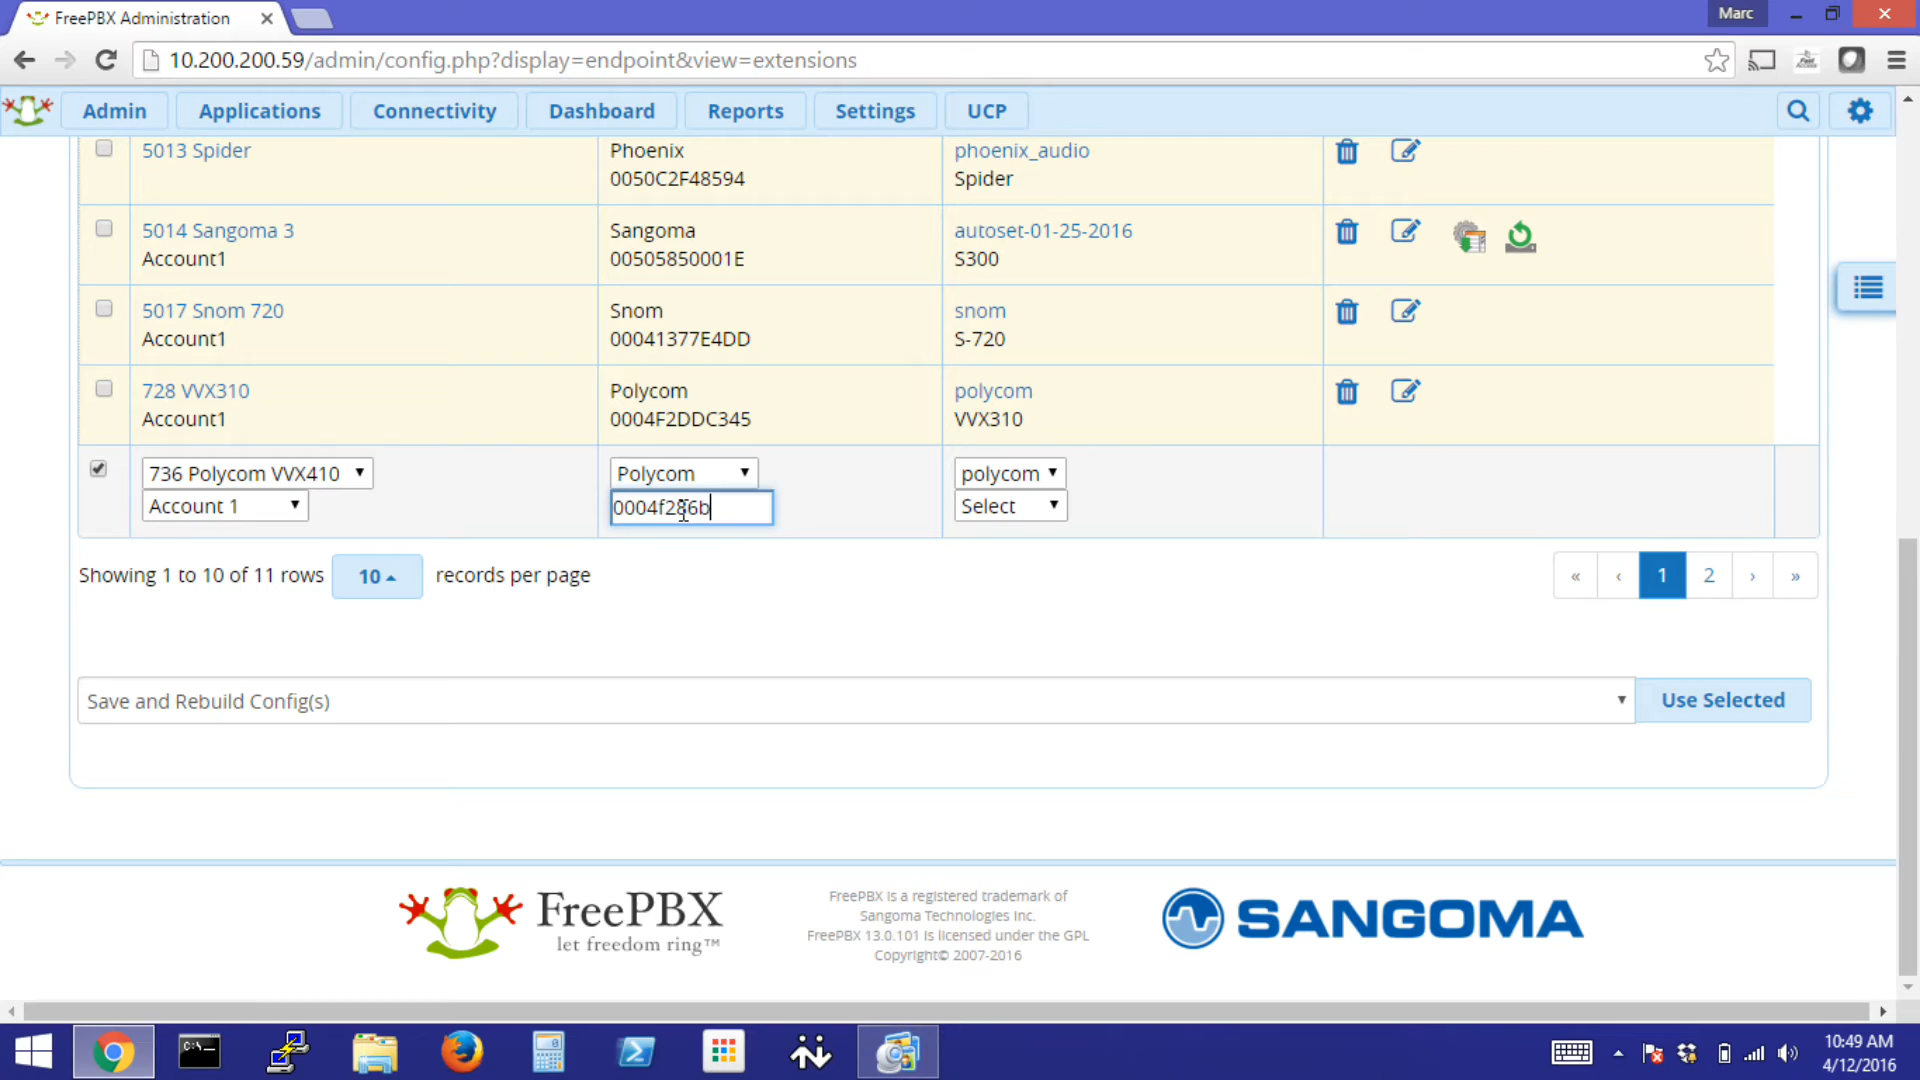 FreePBX Administration
Marc
10.200.200.59/admin/config.php?display=endpoint&view=extensions
Admin
Applications
Connectivity
Dashboard
Reports
Settings
UCP
5013 Spider
Phoenix
0050C2F48594
phoenix_audio
Spider
5014 Sangoma 3
Account1
Sangoma
00505850001E
autoset-01-25-2016
S300
5017 Snom 720
Account1
Snom
00041377E4DD
snom
S-720
728 VVX310
Account1
Polycom
0004F2DDC345
polycom
VVX310
736 Polycom VVX410
Account 1
Polycom
0004f286b
polycom
Select
Showing 1 to 10 of 11 rows
10
records per page
« ‹ 1 2 › »
Save and Rebuild Config(s)
Use Selected
FreePBX
let freedom ring™
FreePBX is a registered trademark of
Sangoma Technologies Inc.
FreePBX 13.0.101 is licensed under the GPL
Copyright© 2007-2016
SANGOMA
C:\.
10:49 AM
4/12/2016